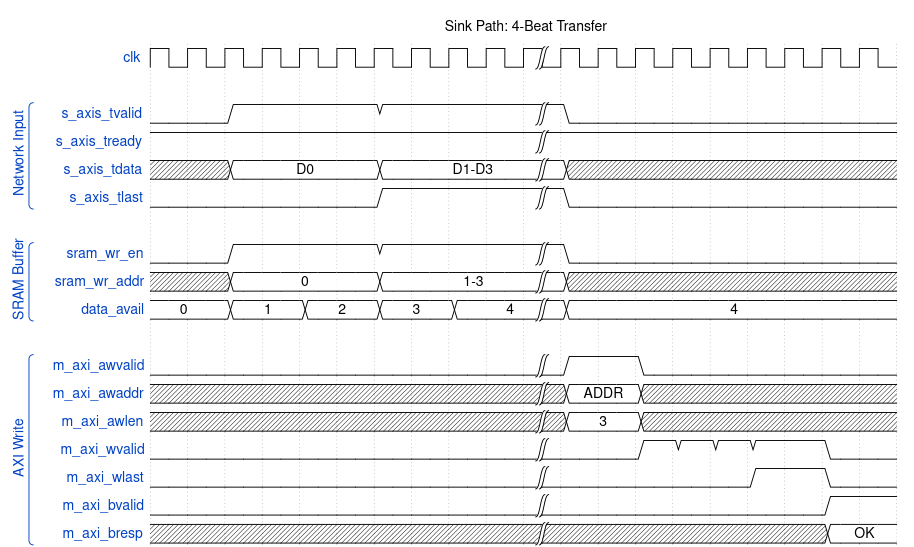 Sink Path: 4-Beat Transfer
clk
Network Input
s_axis_tvalid
s_axis_tready
s_axis_tdata D0 D1-D3
s_axis_tlast
SRAM Buffer
sram_wr_en
sram_wr_addr 0 1-3
data_avail 0 1 2 3 4 4
AXI Write
m_axi_awvalid
m_axi_awaddr ADDR
m_axi_awlen 3
m_axi_wvalid
m_axi_wlast
m_axi_bvalid
m_axi_bresp OK